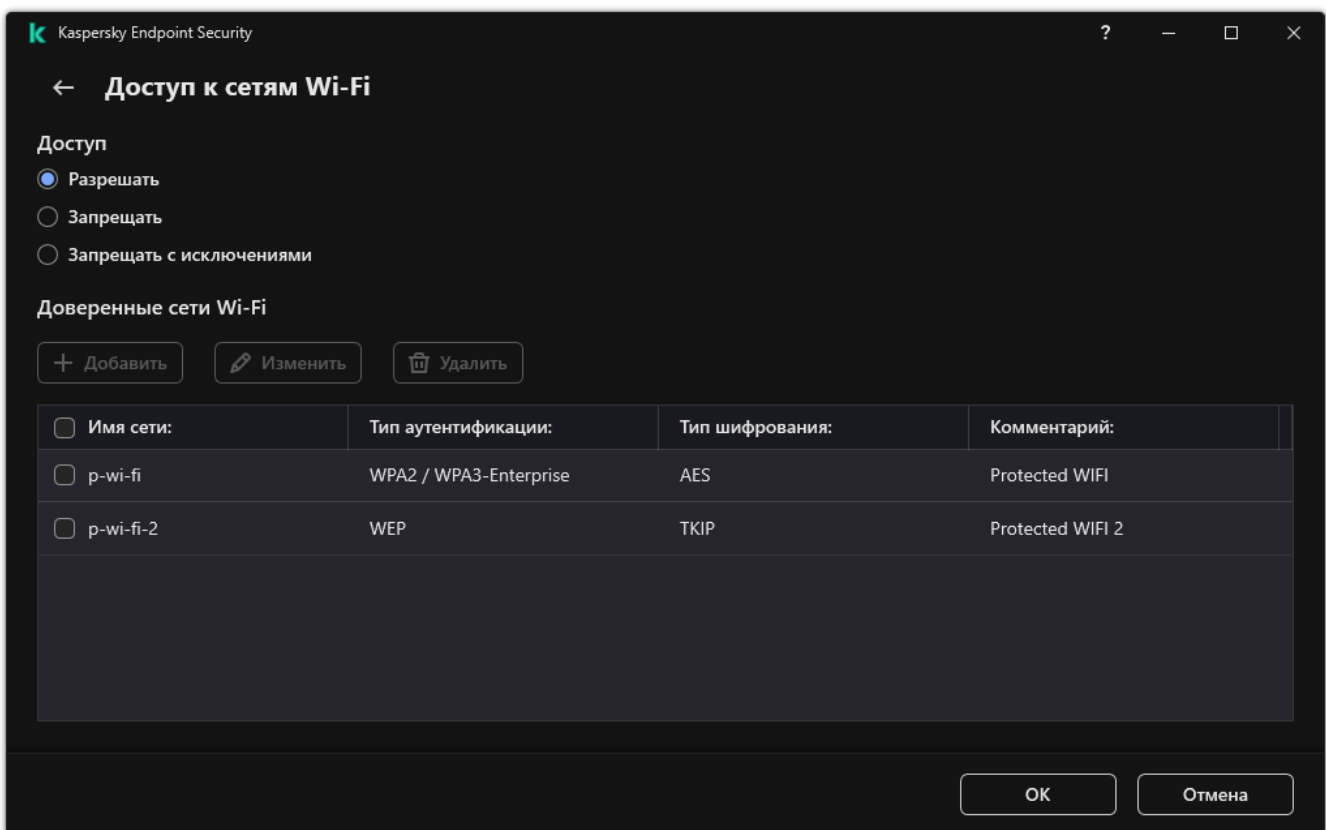 Kaspersky Endpoint Security ?
← Доступ к сетям Wi-Fi
Доступ
Разрешать
Запрещать
Запрещать с исключениями
Доверенные сети Wi-Fi
+ Добавить Изменить Удалить
Имя сети: Тип аутентификации: Тип шифрования: Комментарий:
p-wi-fi WPA2 / WPA3-Enterprise AES Protected WIFI
p-wi-fi-2 WEP TKIP Protected WIFI 2
ОК Отмена